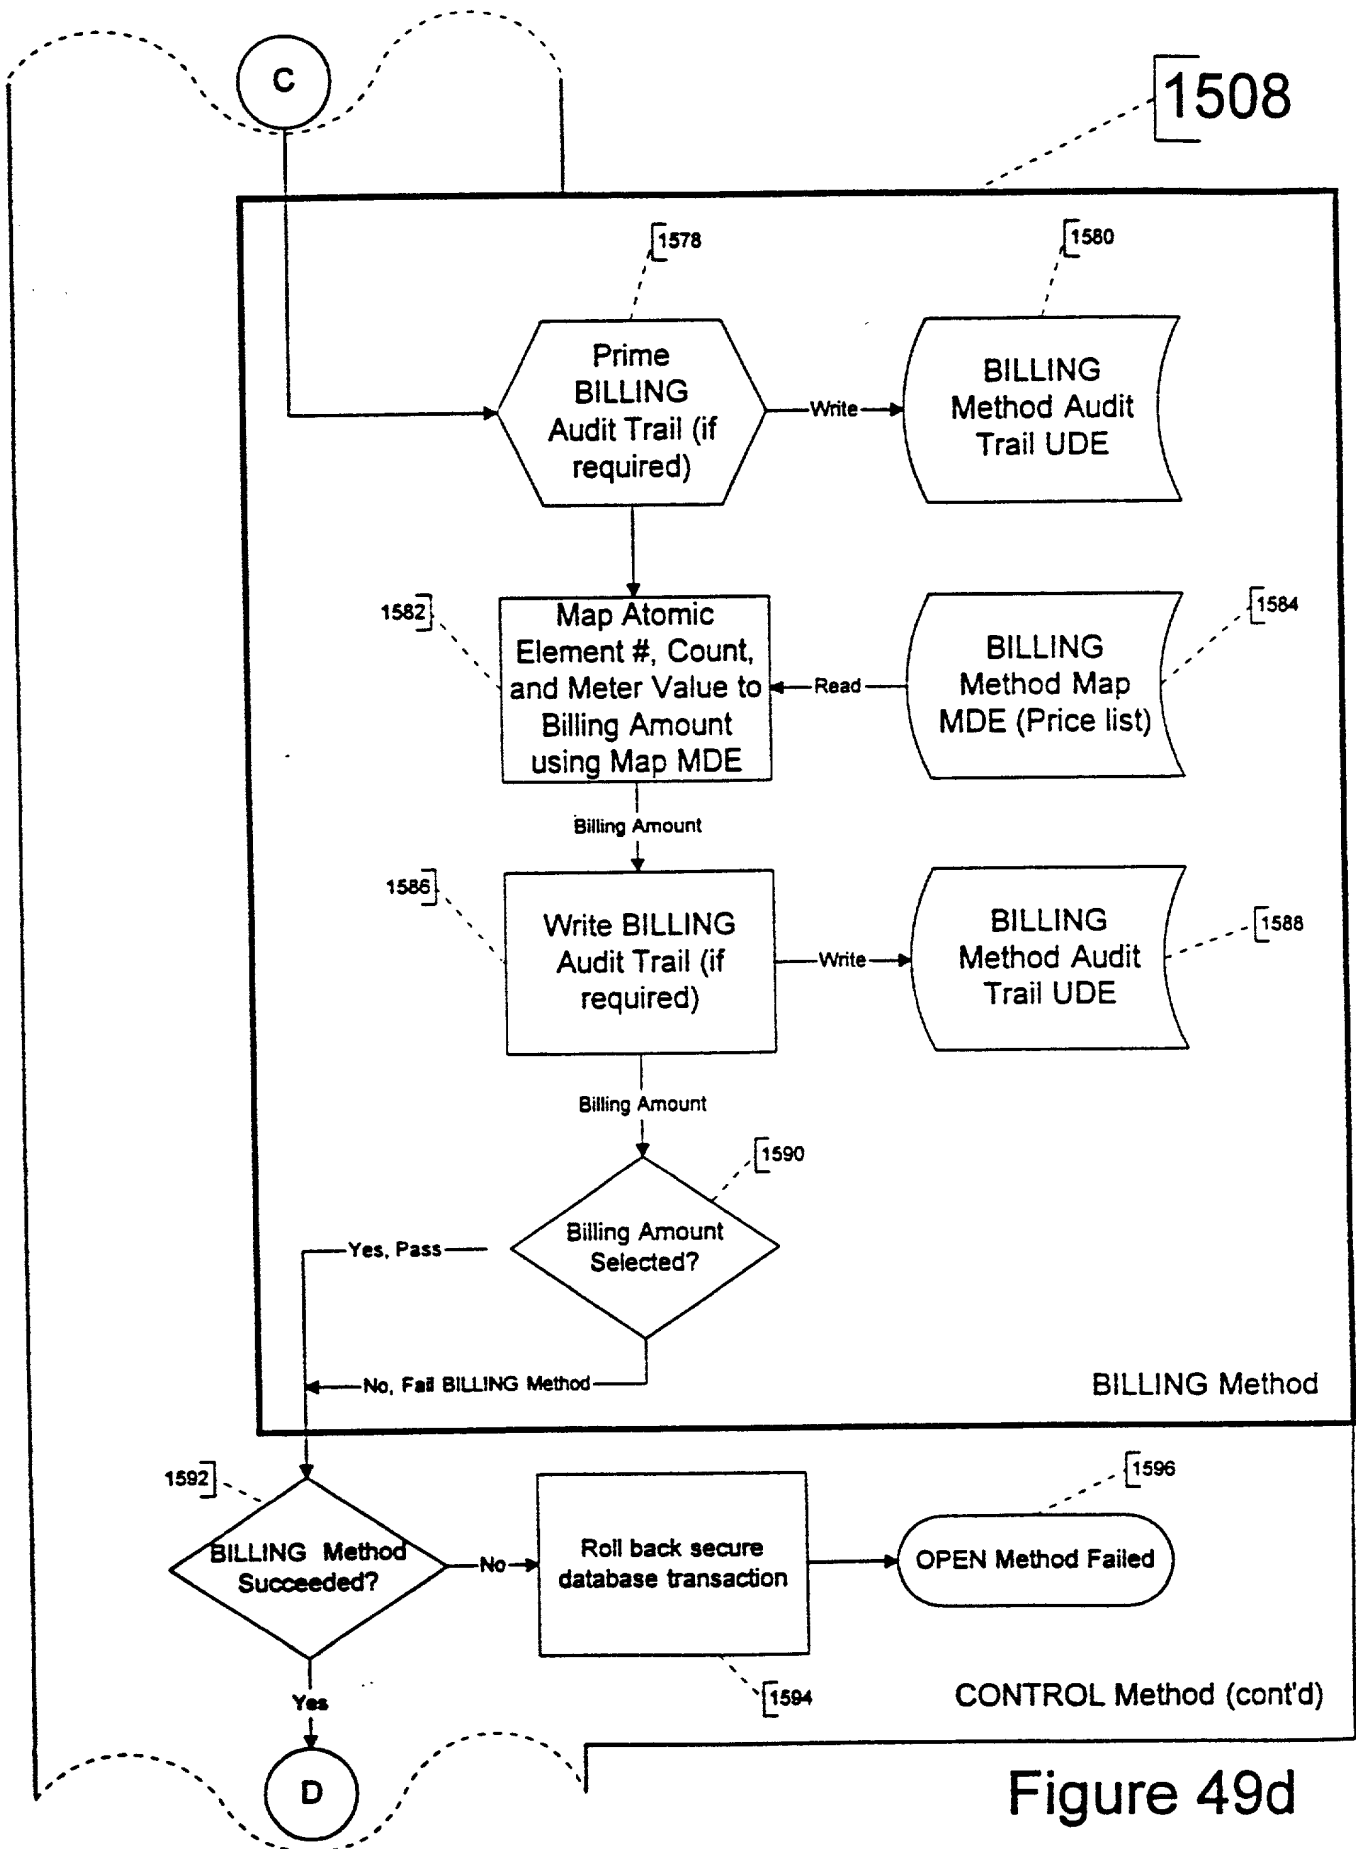 C
1508
1578
1580
Prime
BILLING
Audit Trail (if
required)
Write
BILLING
Method Audit
Trail UDE
1582
Map Atomic
Element #, Count,
and Meter Value to
Billing Amount
using Map MDE
Read
BILLING
Method Map
MDE (Price list)
1584
Billing Amount
1586
Write BILLING
Audit Trail (if
required)
Write
BILLING
Method Audit
Trail UDE
1588
Billing Amount
1590
Billing Amount
Selected?
Yes, Pass
No, Fail BILLING Method
BILLING Method
1592
BILLING Method
Succeeded?
No
Roll back secure
database transaction
1596
OPEN Method Failed
1594
Yes
CONTROL Method (cont'd)
D
Figure 49d